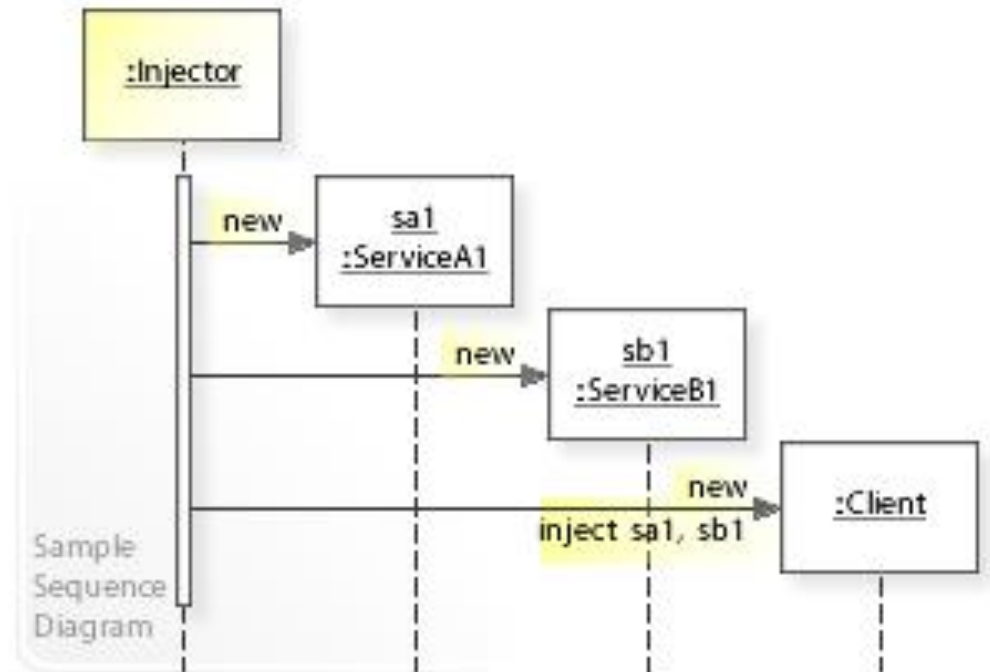 :Injector
new
sa1
:ServiceA1
new
sb1
:ServiceB1
new
:Client
inject sa1, sb1
Sample
Sequence
Diagram